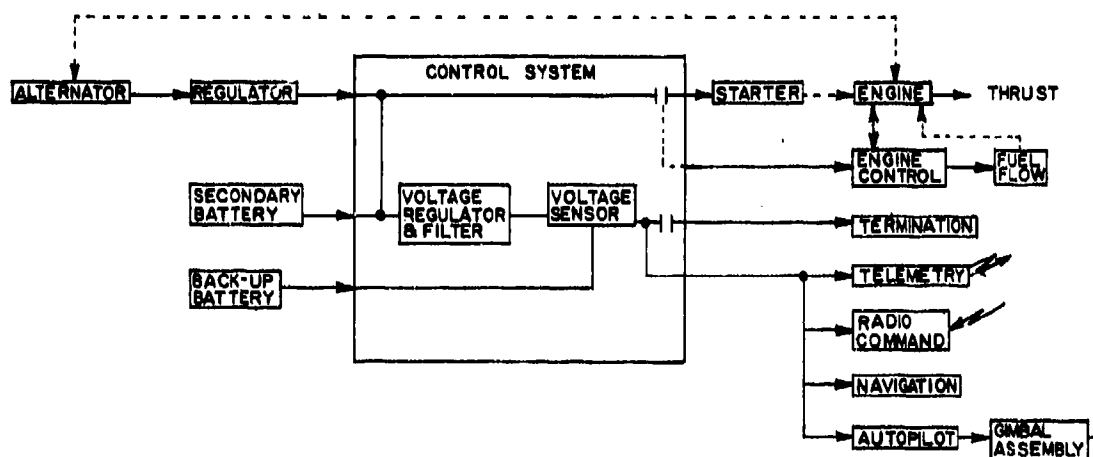 CONTROL SYSTEM
ALTERNATOR
REGULATOR
STARTER
ENGINE
THRUST
ENGINE
CONTROL
FUEL
FLOW
SECONDARY
BATTERY
VOLTAGE
REGULATOR
& FILTER
VOLTAGE
SENSOR
TERMINATION
BACK-UP
BATTERY
TELEMETRY
RADIO
COMMAND
NAVIGATION
AUTOPILOT
GIMBAL
ASSEMBLY